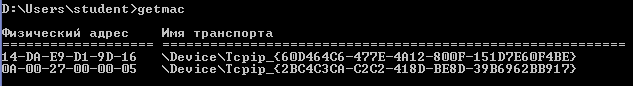 D:\Users\student>getmac
Физический адрес    Имя транспорта
=================== ==========================================================
14-DA-E9-D1-9D-16   \Device\Tcpip_{60D464C6-477E-4A12-800F-151D7E60F4BE}
0A-00-27-00-00-05   \Device\Tcpip_{2BC4C3CA-C2C2-418D-BE8D-39B6962BB917}